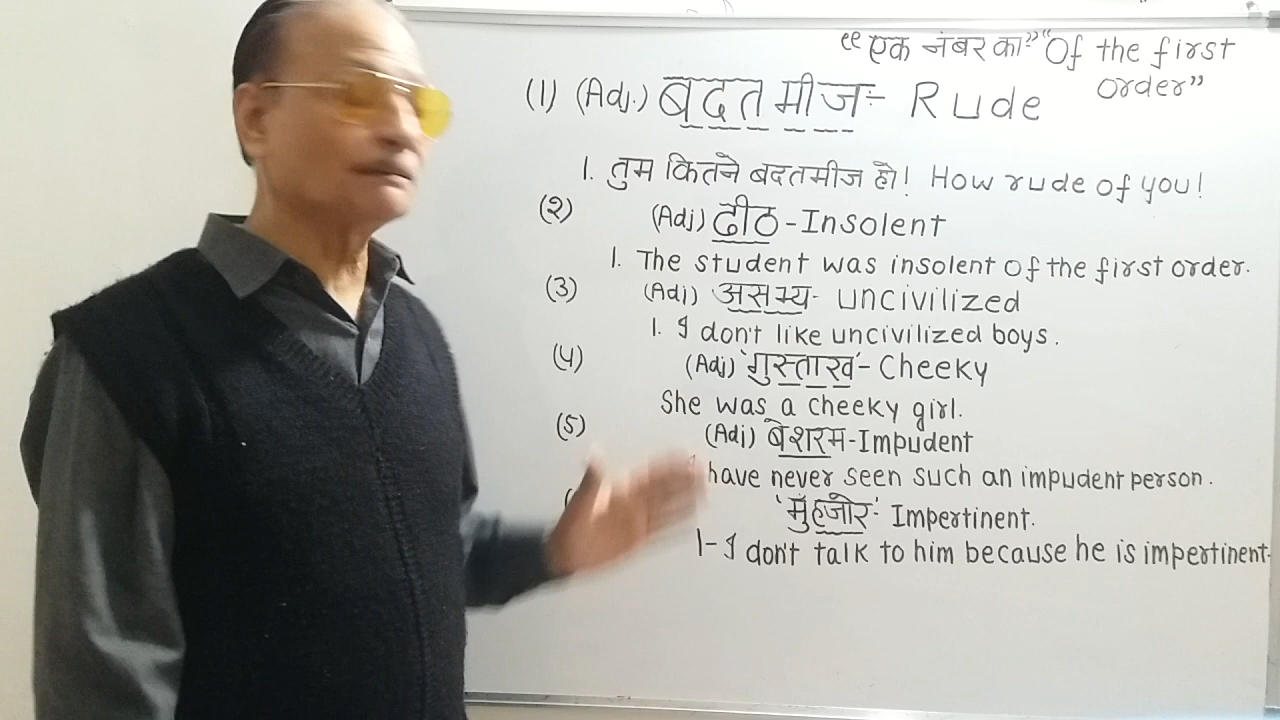 “एक नंबर का” “Of the first
order”
(1) (Adj.) बदतमीज÷ Rude
1. तुम कितने बदतमीज हो! How rude of you!
(२) (Adj) ढीठ - Insolent
1. The student was insolent of the first order.
(3) (Adj) असभ्य - uncivilized
1. I don't like uncivilized boys.
(4) (Adj) 'गुस्ताख' - Cheeky
She was a cheeky girl.
(5) (Adj) बेशरम - Impudent
have never seen such an impudent person.
'मुँहजोर' - Impertinent.
1- I don't talk to him because he is impertinent.